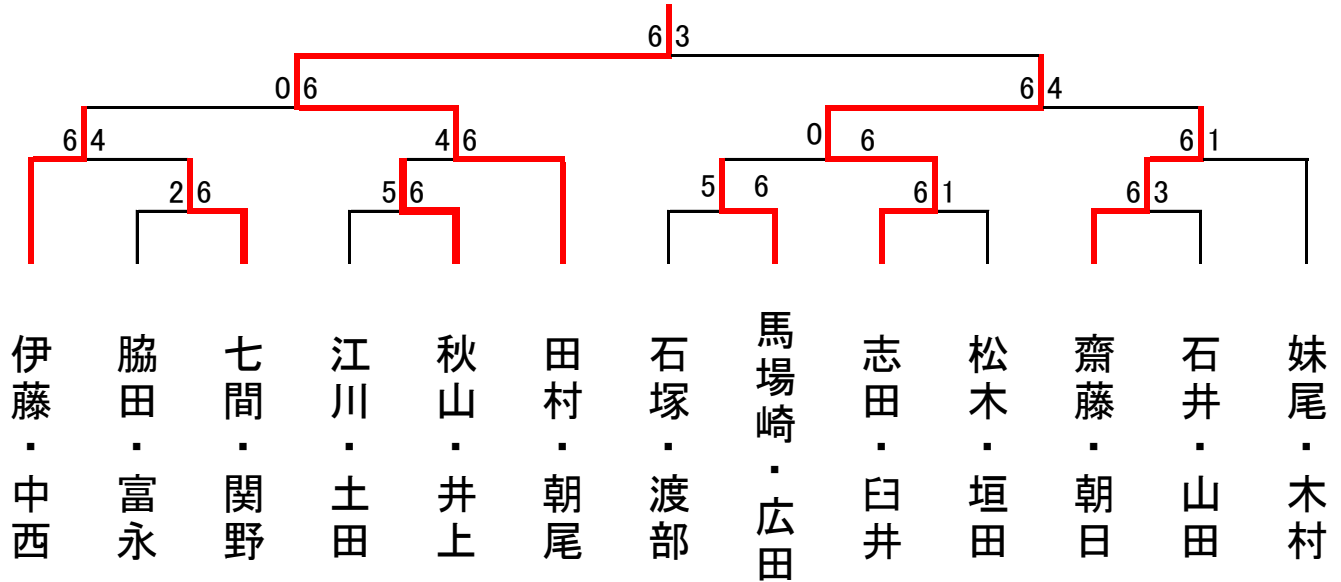 6 3
0 6
6 4
6 4
4 6
0 6
6 1
2 6
5 6
5 6
6 1
6 3
伊藤・中西
脇田・富永
七間・関野
江川・土田
秋山・井上
田村・朝尾
石塚・渡部
馬場崎・広田
志田・臼井
松木・垣田
齋藤・朝日
石井・山田
妹尾・木村